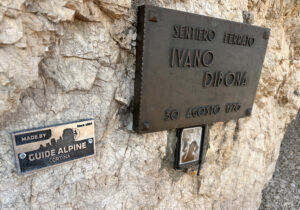 SENTIERO FERRATO
IVANO
DIBONA
30 AGOSTO 1970
MADE BY
GUIDE ALPINE
CORTINA